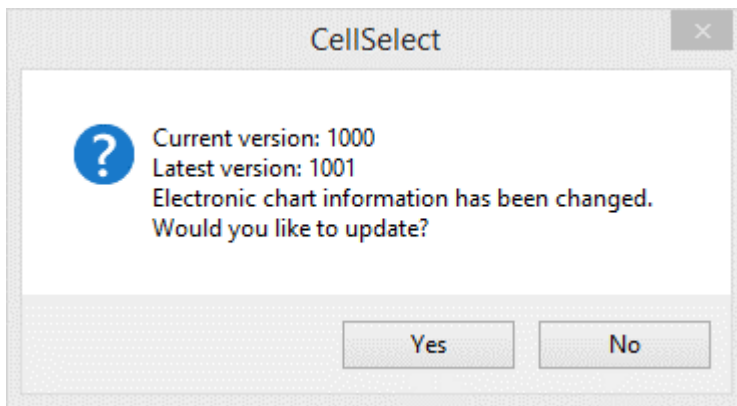 CellSelect
Current version: 1000
Latest version: 1001
Electronic chart information has been changed.
Would you like to update?
Yes
No